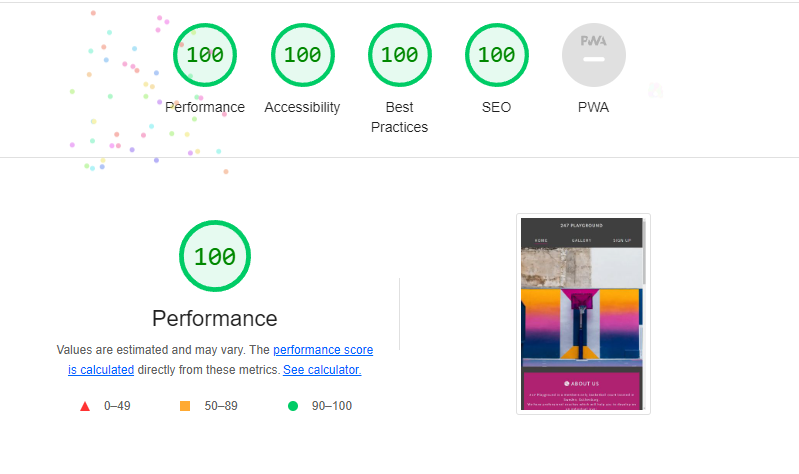 100
100
100
100
PWA
Performance
Accessibility
Best
Practices
SEO
PWA
100
Performance
Values are estimated and may vary. The performance score
is calculated directly from these metrics. See calculator.
0–49
50–89
90–100
24/7 PLAYGROUND
HOME
GALLERY
SIGN UP
ABOUT US